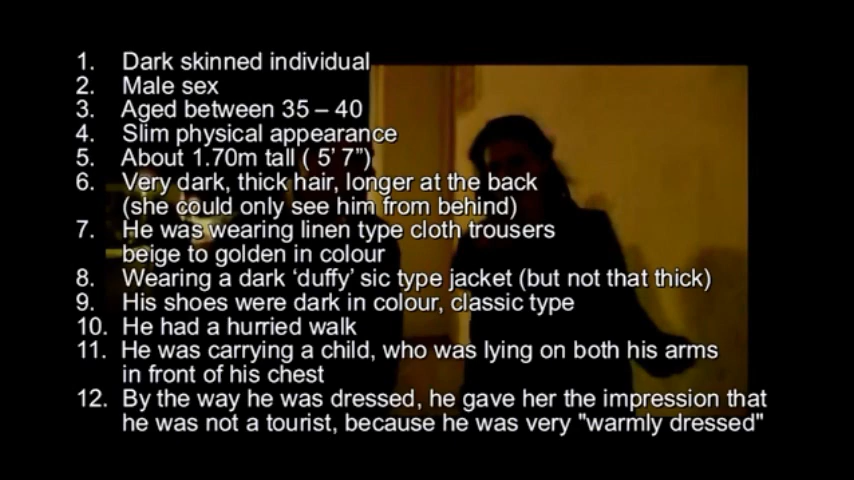 1. Dark skinned individual
2. Male sex
3. Aged between 35 – 40
4. Slim physical appearance
5. About 1.70m tall ( 5’ 7”)
6. Very dark, thick hair, longer at the back
(she could only see him from behind)
7. He was wearing linen type cloth trousers
beige to golden in colour
8. Wearing a dark ‘duffy’ sic type jacket (but not that thick)
9. His shoes were dark in colour, classic type
10. He had a hurried walk
11. He was carrying a child, who was lying on both his arms
in front of his chest
12. By the way he was dressed, he gave her the impression that
he was not a tourist, because he was very "warmly dressed"